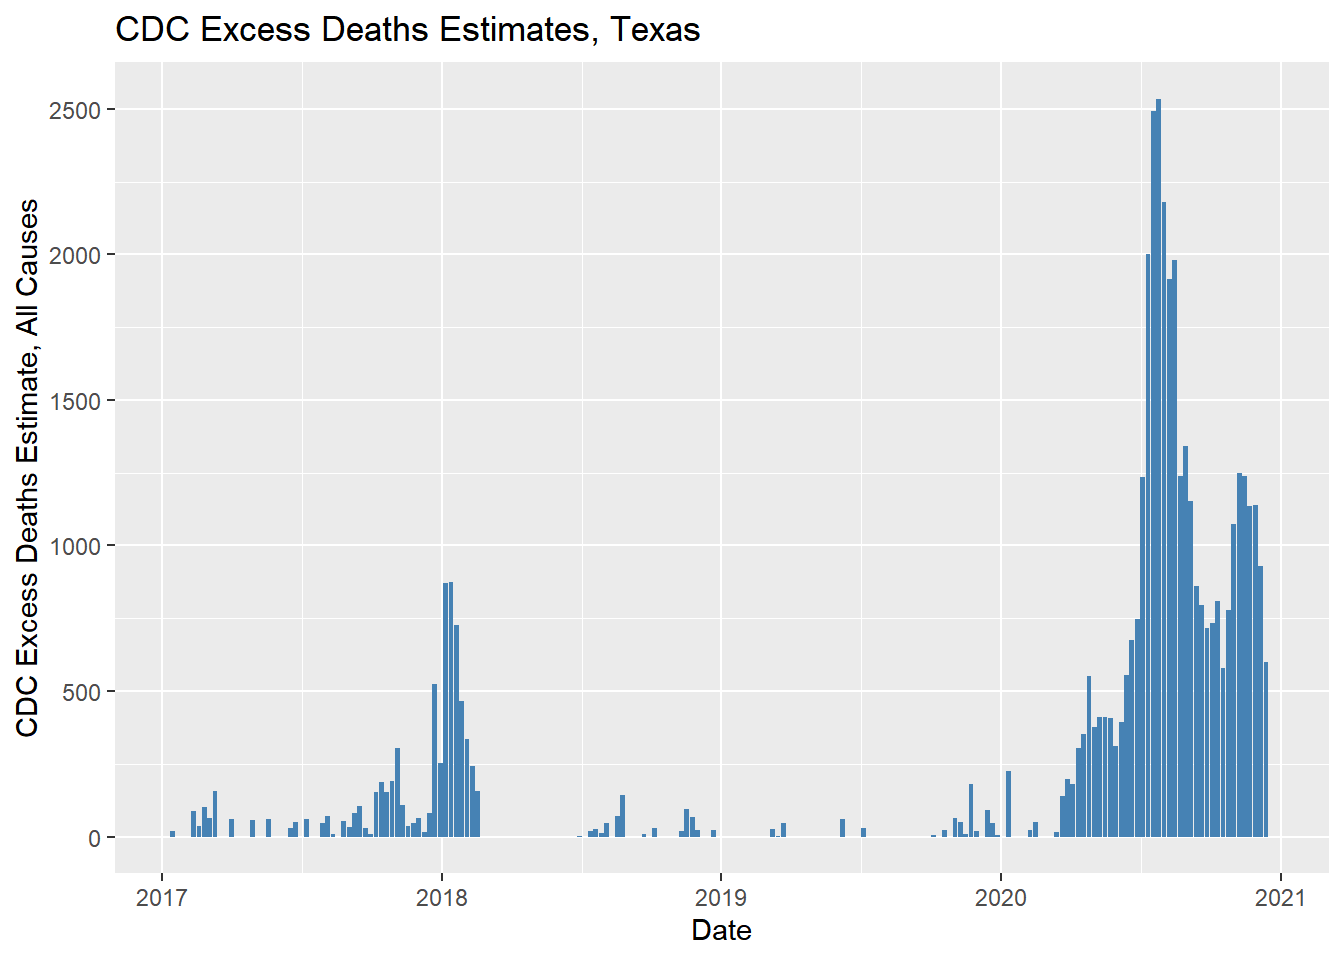 CDC Excess Deaths Estimates, Texas
CDC Excess Deaths Estimate, All Causes
2500
2000
1500
1000
500
0
2017 2018 2019 2020 2021
Date